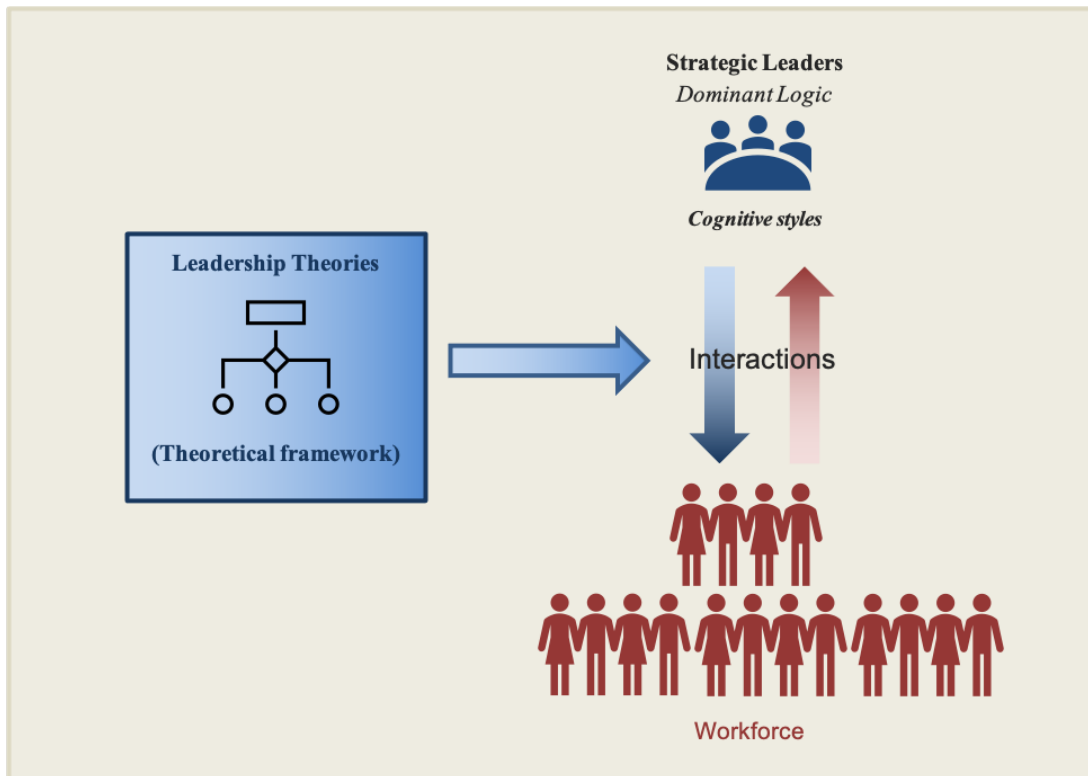 Strategic Leaders
Dominant Logic
Cognitive styles
Leadership Theories
(Theoretical framework)
Interactions
Workforce